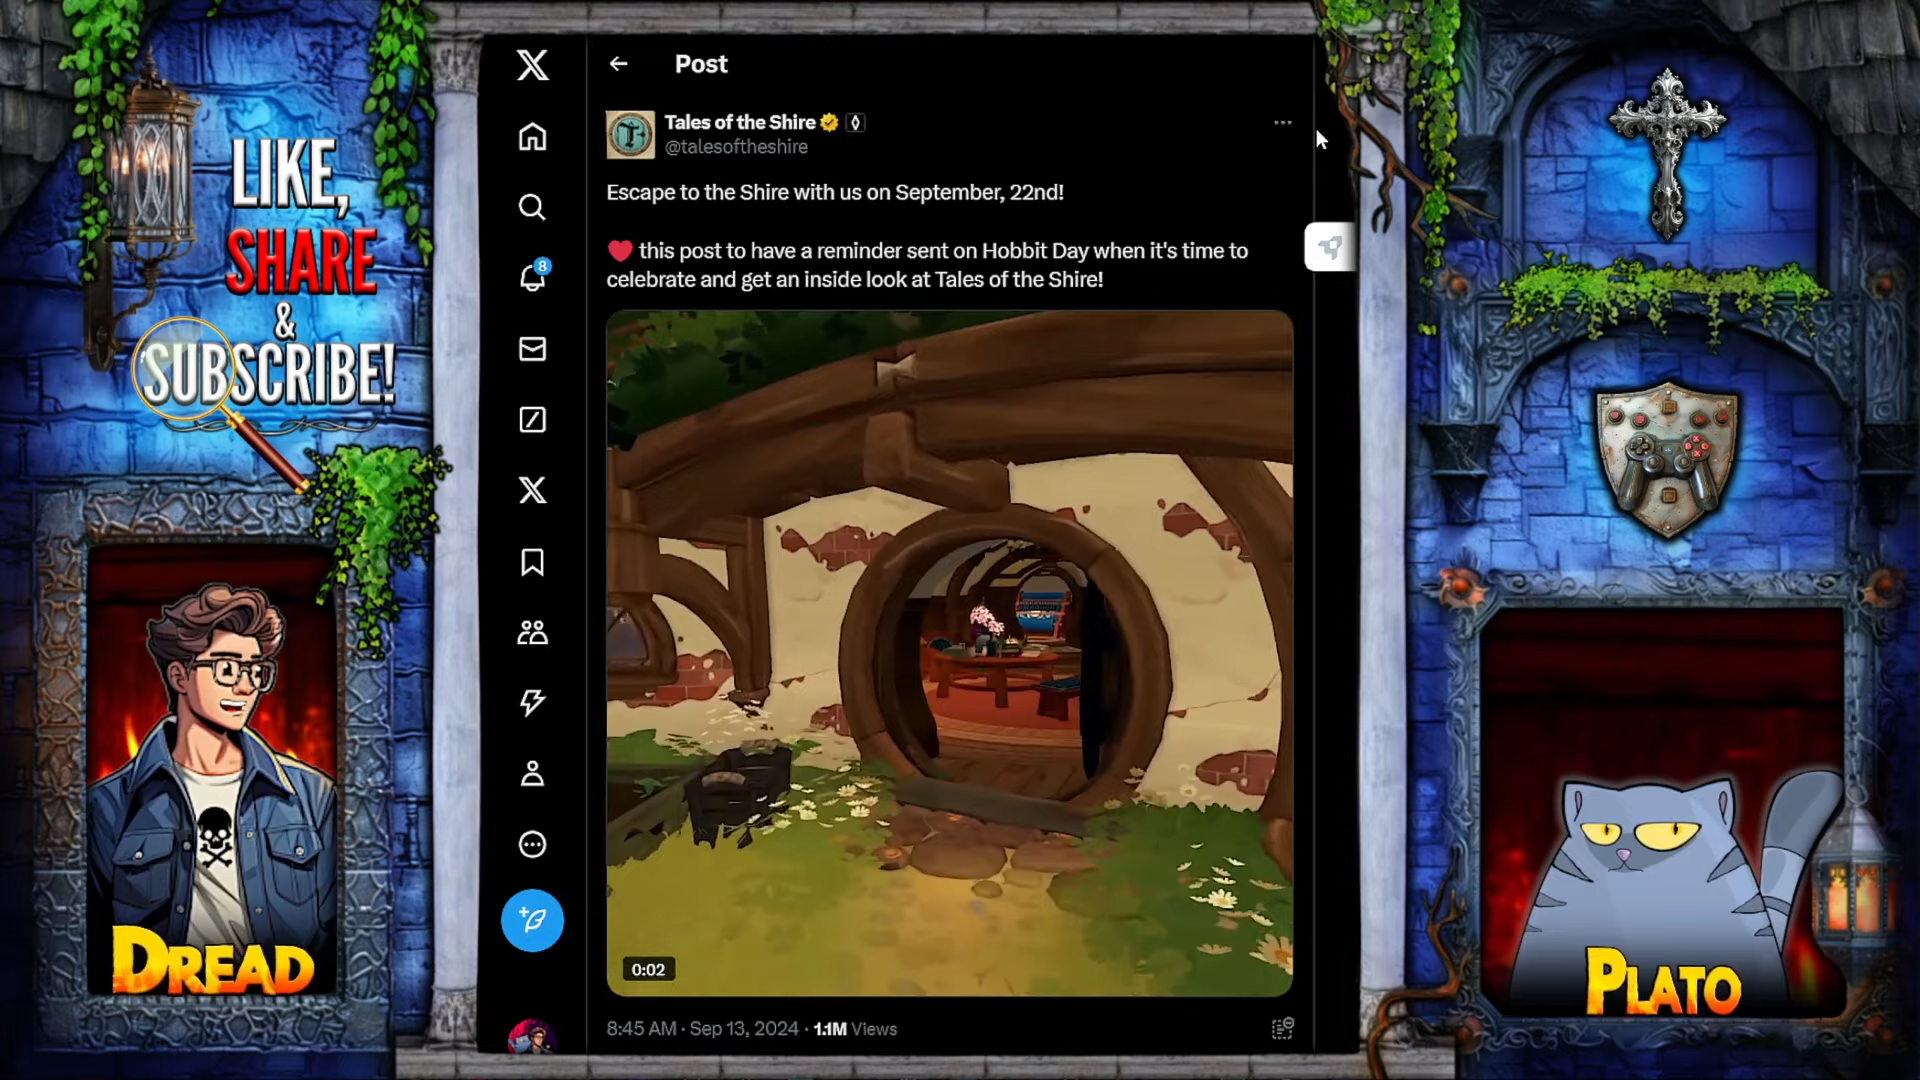 LIKE,
SHARE
&
SUBSCRIBE!
DREAD
X
8
X
Post
Tales of the Shire
@talesoftheshire
Escape to the Shire with us on September, 22nd!
❤️ this post to have a reminder sent on Hobbit Day when it's time to
celebrate and get an inside look at Tales of the Shire!
0:02
8:45 AM · Sep 13, 2024 · 1.1M Views
PLATO